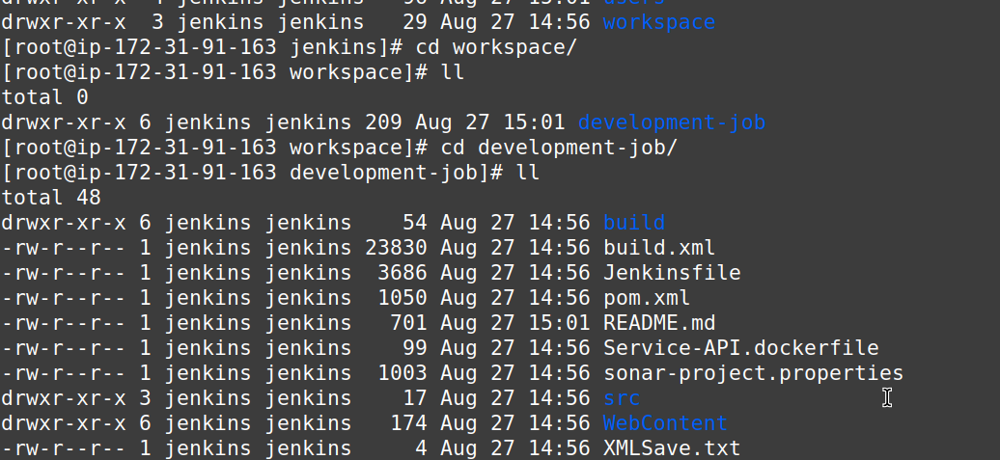 drwxr-xr-x 3 jenkins jenkins 29 Aug 27 14:56 workspace
[root@ip-172-31-91-163 jenkins]# cd workspace/
[root@ip-172-31-91-163 workspace]# ll
total 0
drwxr-xr-x 6 jenkins jenkins 209 Aug 27 15:01 development-job
[root@ip-172-31-91-163 workspace]# cd development-job/
[root@ip-172-31-91-163 development-job]# ll
total 48
drwxr-xr-x 6 jenkins jenkins 54 Aug 27 14:56 build
-rw-r--r-- 1 jenkins jenkins 23830 Aug 27 14:56 build.xml
-rw-r--r-- 1 jenkins jenkins 3686 Aug 27 14:56 Jenkinsfile
-rw-r--r-- 1 jenkins jenkins 1050 Aug 27 14:56 pom.xml
-rw-r--r-- 1 jenkins jenkins 701 Aug 27 15:01 README.md
-rw-r--r-- 1 jenkins jenkins 99 Aug 27 14:56 Service-API.dockerfile
-rw-r--r-- 1 jenkins jenkins 1003 Aug 27 14:56 sonar-project.properties
drwxr-xr-x 3 jenkins jenkins 17 Aug 27 14:56 src
drwxr-xr-x 6 jenkins jenkins 174 Aug 27 14:56 WebContent
-rw-r--r-- 1 jenkins jenkins 4 Aug 27 14:56 XMLSave.txt